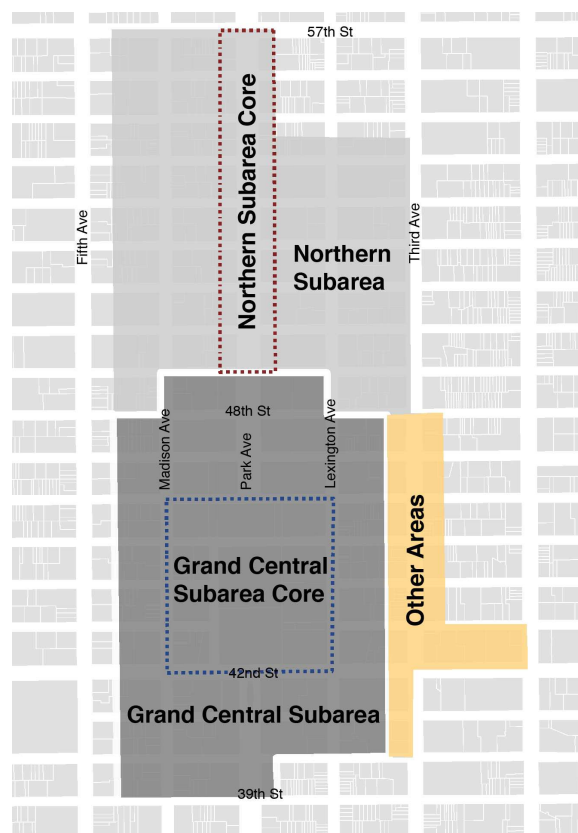 57th St
Northern Subarea Core
Fifth Ave
Northern
Subarea
Third Ave
48th St
Madison Ave
Park Ave
Lexington Ave
Grand Central
Subarea Core
Other Areas
42nd St
Grand Central Subarea
39th St